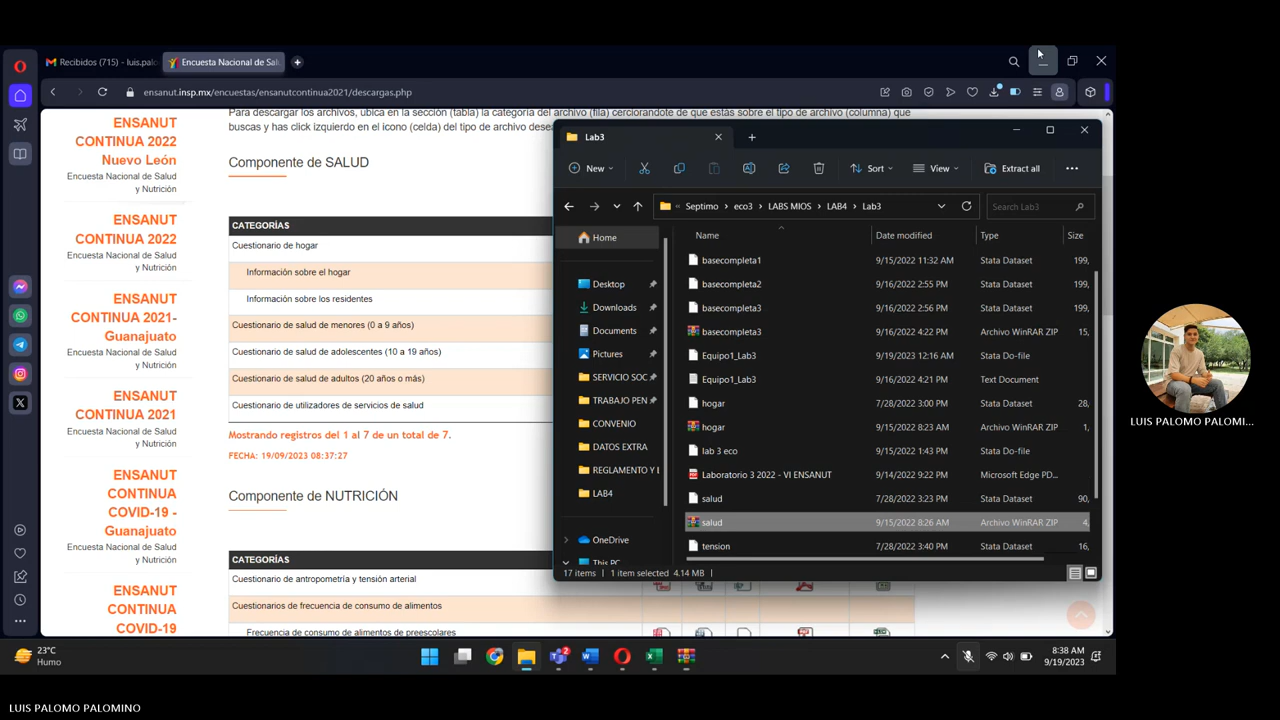 Recibidos (715) - luis.palo
Encuesta Nacional de Sal
ensanut.insp.mx/encuestas/ensanutcontinua2021/descargas.php
Para descargar los archivos, ubica en la sección (tabla) la categoría del archivo (fila) cerciorándote de que estás sobre el tipo de archivo (columna) que
buscas y has click izquierdo en el icono (celda) del tipo de archivo dese
ENSANUT
CONTINUA 2022
Nuevo León
Encuesta Nacional de Salud
y Nutrición
ENSANUT
CONTINUA 2022
Encuesta Nacional de Salud
y Nutrición
ENSANUT
CONTINUA 2021-
Guanajuato
Encuesta Nacional de Salud
y Nutrición
ENSANUT
CONTINUA 2021
Encuesta Nacional de Salud
y Nutrición
ENSANUT
CONTINUA
COVID-19 -
Guanajuato
Encuesta Nacional de Salud
y Nutrición
ENSANUT
CONTINUA
COVID-19
Componente de SALUD
CATEGORÍAS
Cuestionario de hogar
Información sobre el hogar
Información sobre los residentes
Cuestionario de salud de menores (0 a 9 años)
Cuestionario de salud de adolescentes (10 a 19 años)
Cuestionario de salud de adultos (20 años o más)
Cuestionario de utilizadores de servicios de salud
Mostrando registros del 1 al 7 de un total de 7.
FECHA: 19/09/2023 08:37:27
Componente de NUTRICIÓN
CATEGORÍAS
Cuestionario de antropometría y tensión arterial
Cuestionarios de frecuencia de consumo de alimentos
Frecuencia de consumo de alimentos de preescolares
Lab3
New Sort View Extract all
« Septimo > eco3 > LABS MIOS > LAB4 > Lab3
Search Lab3
Home
Desktop
Downloads
Documents
Pictures
SERVICIO SOC
TRABAJO PEN
CONVENIO
DATOS EXTRA
REGLAMENTO Y E
LAB4
OneDrive
This PC
Name Date modified Type Size
basecompleta1 9/15/2022 11:32 AM Stata Dataset 199,
basecompleta2 9/16/2022 2:55 PM Stata Dataset 199,
basecompleta3 9/16/2022 2:56 PM Stata Dataset 199,
basecompleta3 9/16/2022 4:22 PM Archivo WinRAR ZIP 15,
Equipo1_Lab3 9/19/2023 12:16 AM Stata Do-file
Equipo1_Lab3 9/16/2022 4:21 PM Text Document
hogar 7/28/2022 3:00 PM Stata Dataset 28,
hogar 9/15/2022 8:23 AM Archivo WinRAR ZIP 1,
lab 3 eco 9/15/2022 1:43 PM Stata Do-file
Laboratorio 3 2022 - VI ENSANUT 9/14/2022 9:22 PM Microsoft Edge PD...
salud 7/28/2022 3:23 PM Stata Dataset 90,
salud 9/15/2022 8:26 AM Archivo WinRAR ZIP 4,
tension 7/28/2022 3:40 PM Stata Dataset 16,
17 items 1 item selected 4.14 MB
LUIS PALOMO PALOMI...
23°C
Humo
2
8:38 AM
9/19/2023
LUIS PALOMO PALOMINO